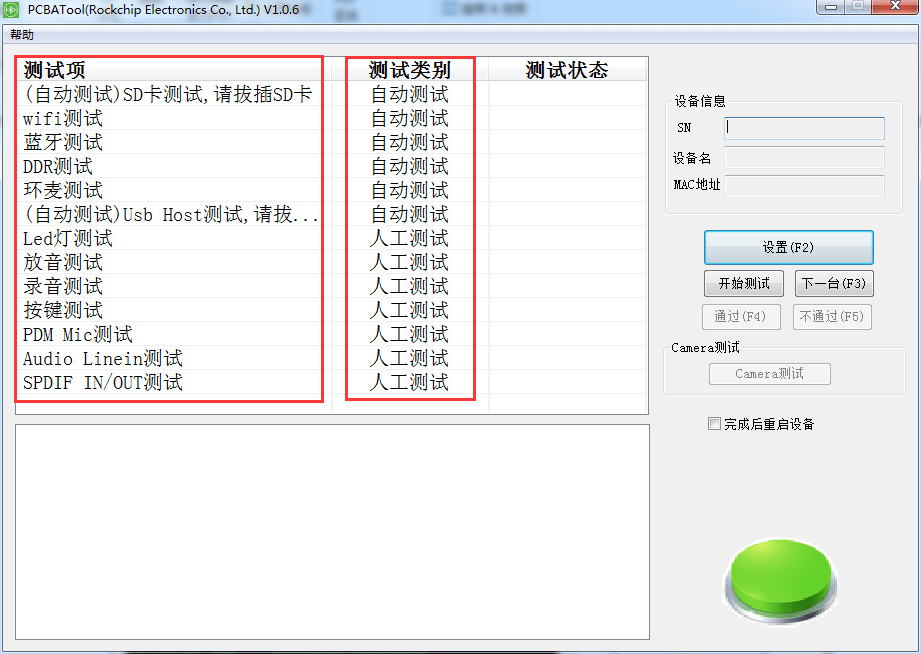 PCBATool(Rockchip Electronics Co., Ltd.) V1.0.6
帮助
测试项 测试类别 测试状态
(自动测试)SD卡测试,请拔插SD卡 自动测试
wifi测试 自动测试
蓝牙测试 自动测试
DDR测试 自动测试
环麦测试 自动测试
(自动测试)Usb Host测试,请拔... 自动测试
Led灯测试 人工测试
放音测试 人工测试
录音测试 人工测试
按键测试 人工测试
PDM Mic测试 人工测试
Audio Linein测试 人工测试
SPDIF IN/OUT测试 人工测试
设备信息
SN
设备名
MAC地址
设置(F2)
开始测试 下一台(F3)
通过(F4) 不通过(F5)
Camera测试
Camera测试
完成后重启设备